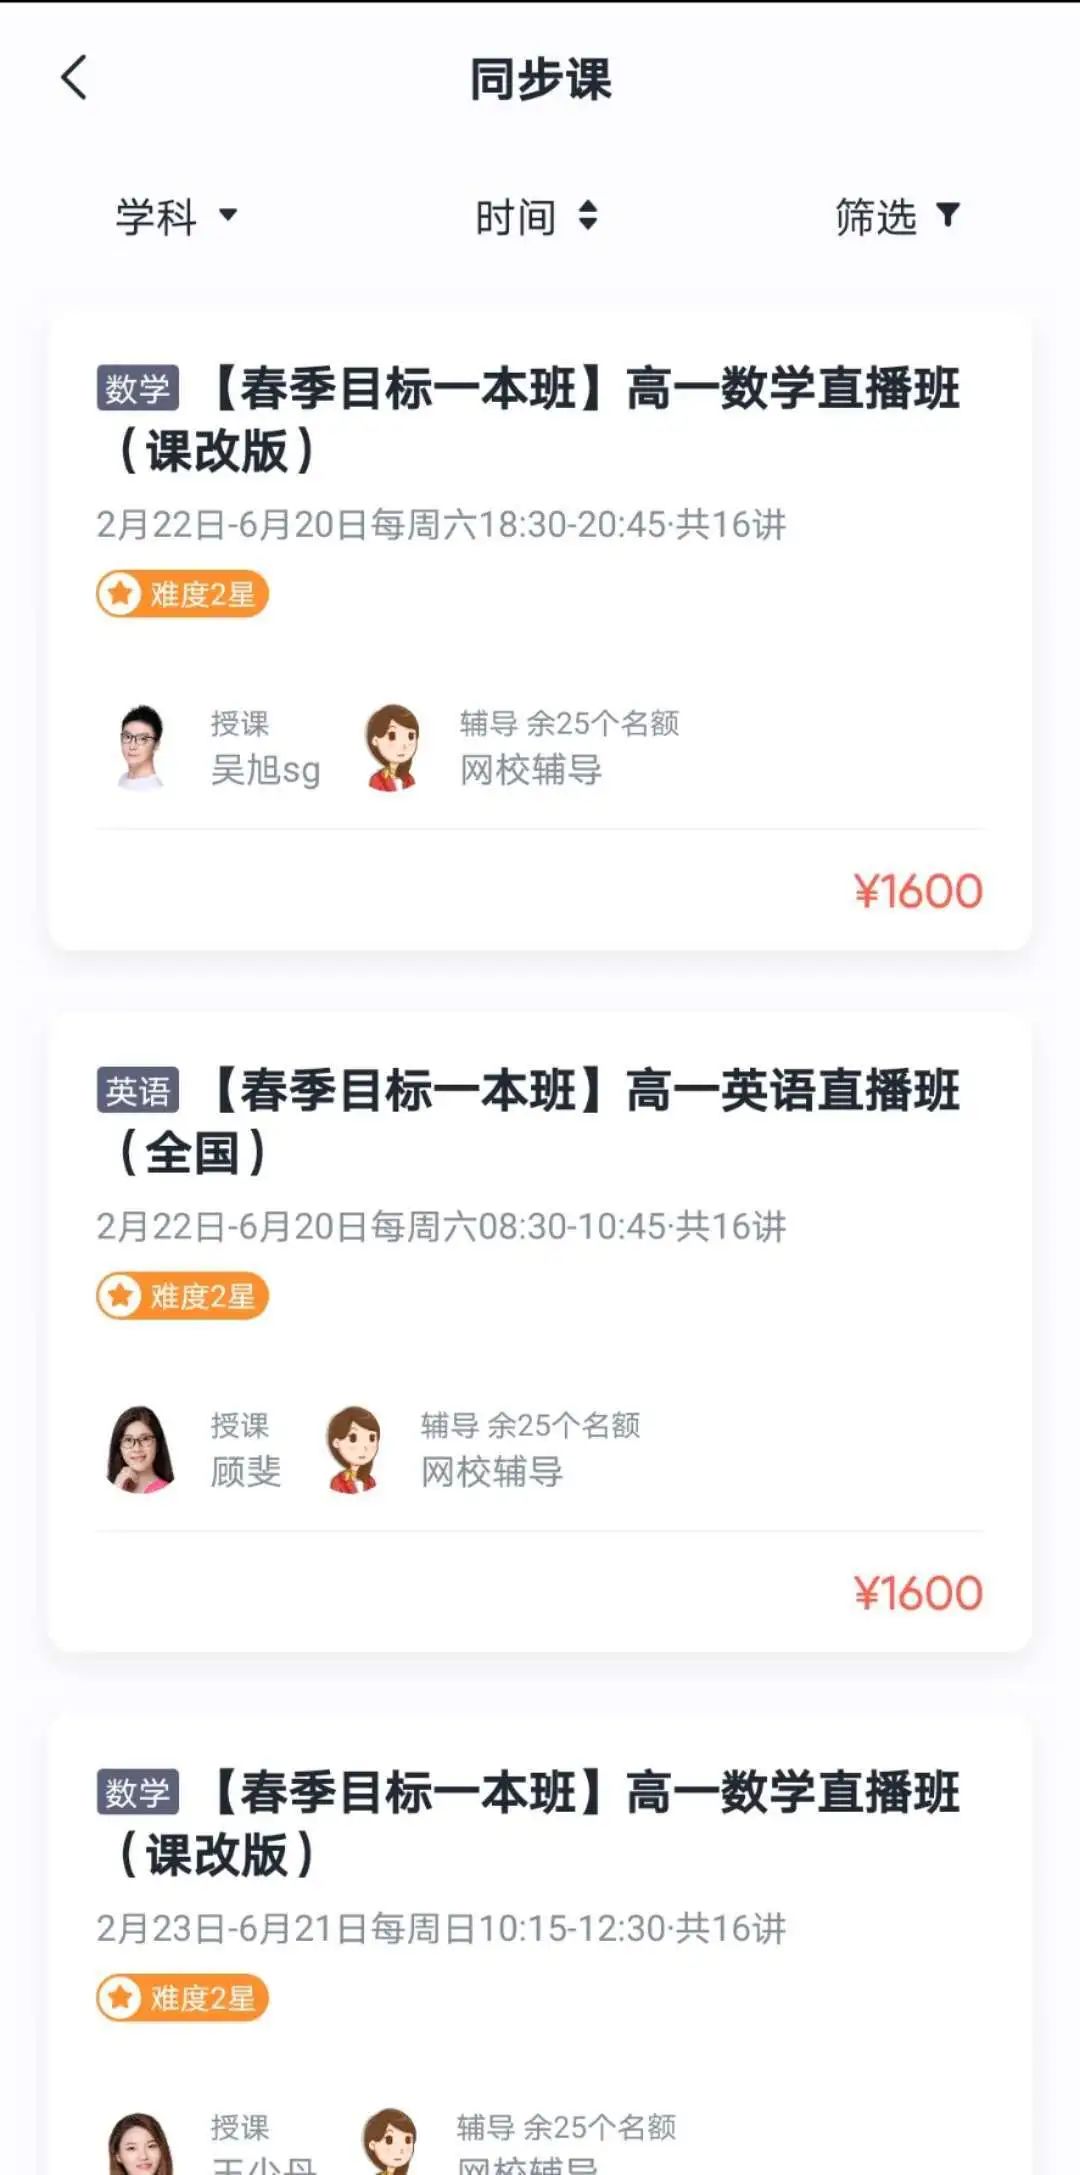 同步课
学科
时间
筛选
数学 【春季目标一本班】高一数学直播班
（课改版）
2月22日-6月20日每周六18:30-20:45·共16讲
难度2星
授课
辅导 余25个名额
吴旭sg
网校辅导
¥1600
英语 【春季目标一本班】高一英语直播班
（全国）
2月22日-6月20日每周六08:30-10:45·共16讲
难度2星
授课
辅导 余25个名额
顾斐
网校辅导
¥1600
数学 【春季目标一本班】高一数学直播班
（课改版）
2月23日-6月21日每周日10:15-12:30·共16讲
难度2星
授课
辅导 余25个名额
王少丹
网校辅导